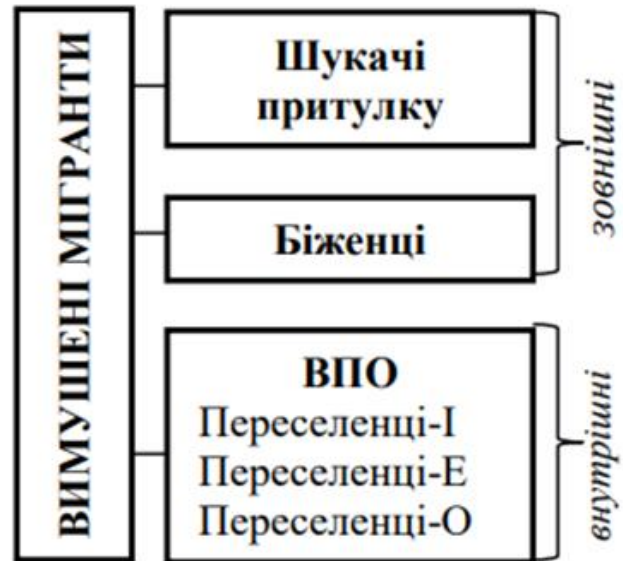 ВИМУШЕНІ МІГРАНТИ
Шукачі
притулку
Біженці
зовнішні
ВПО
Переселенці-І
Переселенці-Е
Переселенці-О
внутрішні